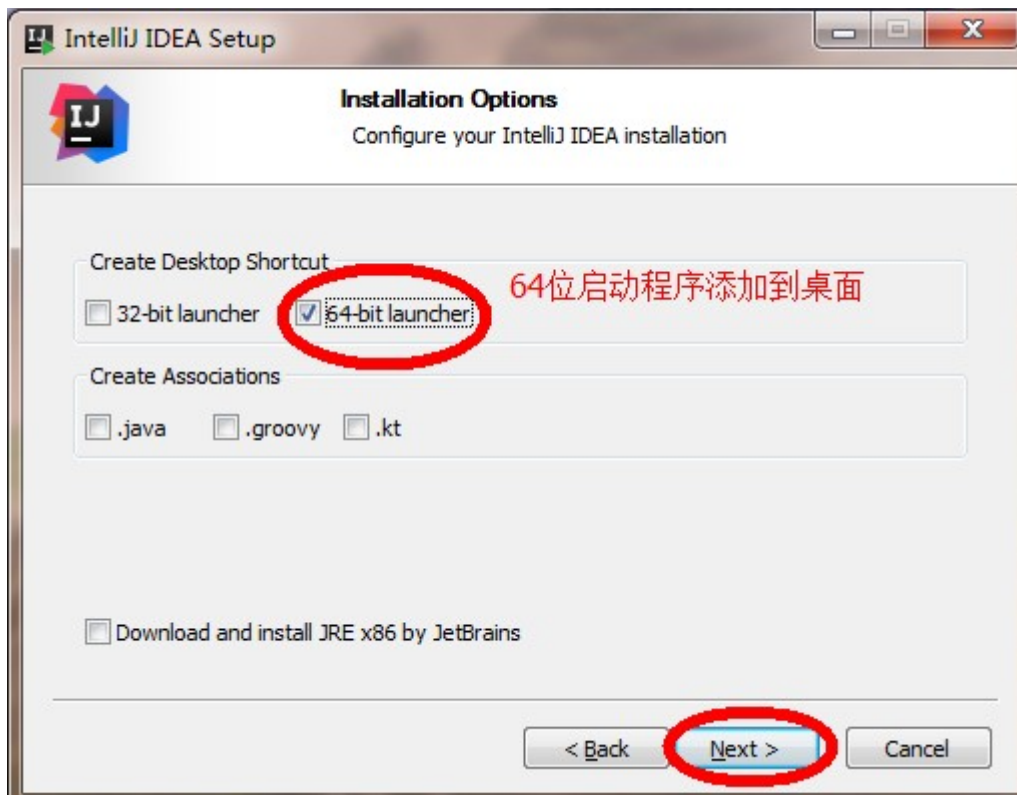 IntelliJ IDEA Setup
IJ
Installation Options
Configure your IntelliJ IDEA installation
Create Desktop Shortcut
32-bit launcher 64-bit launcher 64位启动程序添加到桌面
Create Associations
.java .groovy .kt
Download and install JRE x86 by JetBrains
< Back Next > Cancel